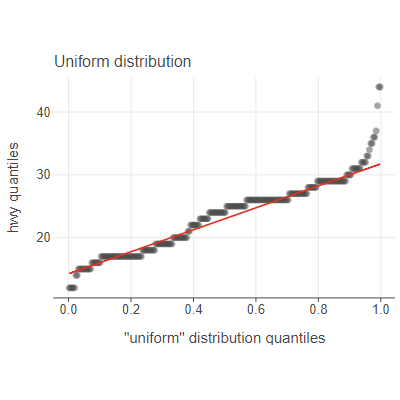 Uniform distribution
40
30
20
hwy quantiles
0.0 0.2 0.4 0.6 0.8 1.0
"uniform" distribution quantiles